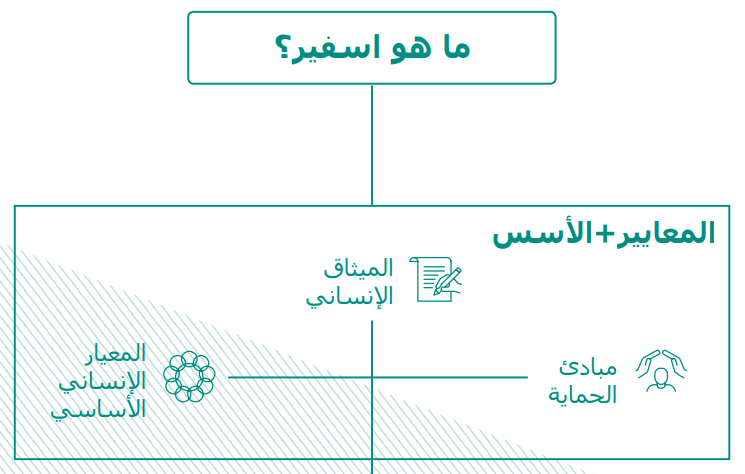 ما هو اسفير؟
المعايير+الأسس
الميثاق
الإنساني
مبادئ
الحماية
المعيار
الإنساني
الأساسي